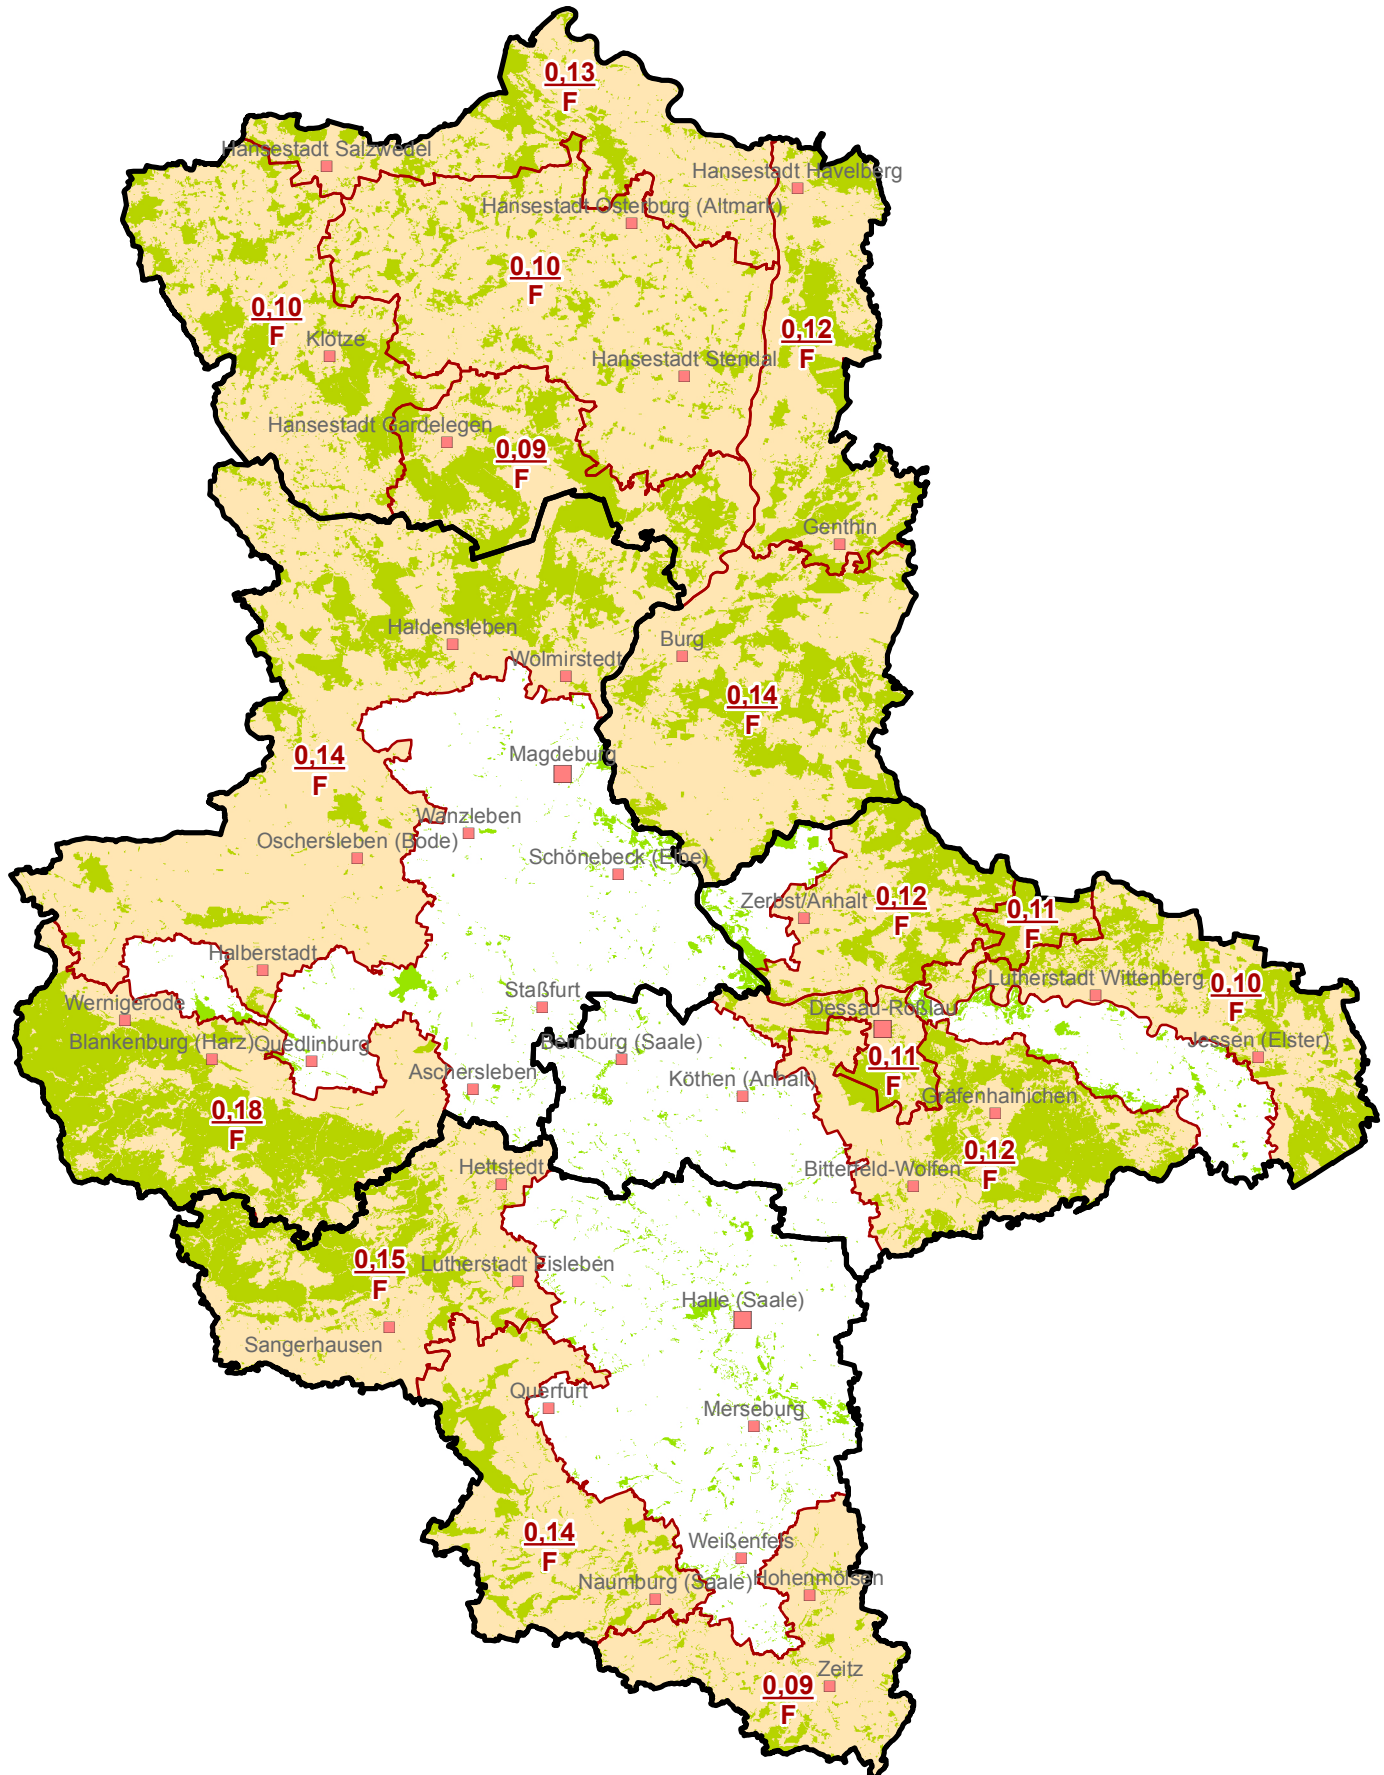 0,13
F
Hansestadt Salzwedel
Hansestadt Havelberg
Hansestadt Osterburg (Altmark)
0,10
F
0,10
F
Klötze
0,12
F
Hansestadt Stendal
Hansestadt Gardelegen
0,09
F
Genthin
Haldensleben
Burg
Wolmirstedt
0,14
F
0,14
F
Magdeburg
Wanzleben
Oschersleben (Bode)
Schönebeck (Elbe)
Zerbst/Anhalt
0,12
F
0,11
F
Halberstadt
Lutherstadt Wittenberg
0,10
F
Wernigerode
Staßfurt
Dessau-Roßlau
Blankenburg (Harz)
Quedlinburg
Bernburg (Saale)
Jessen (Elster)
0,11
F
Aschersleben
Köthen (Anhalt)
Gräfenhainichen
0,18
F
0,12
F
Hettstedt
Bitterfeld-Wolfen
0,15
F
Lutherstadt Eisleben
Halle (Saale)
Sangerhausen
Querfurt
Merseburg
0,14
F
Weißenfels
Naumburg (Saale)
Hohenmölsen
Zeitz
0,09
F